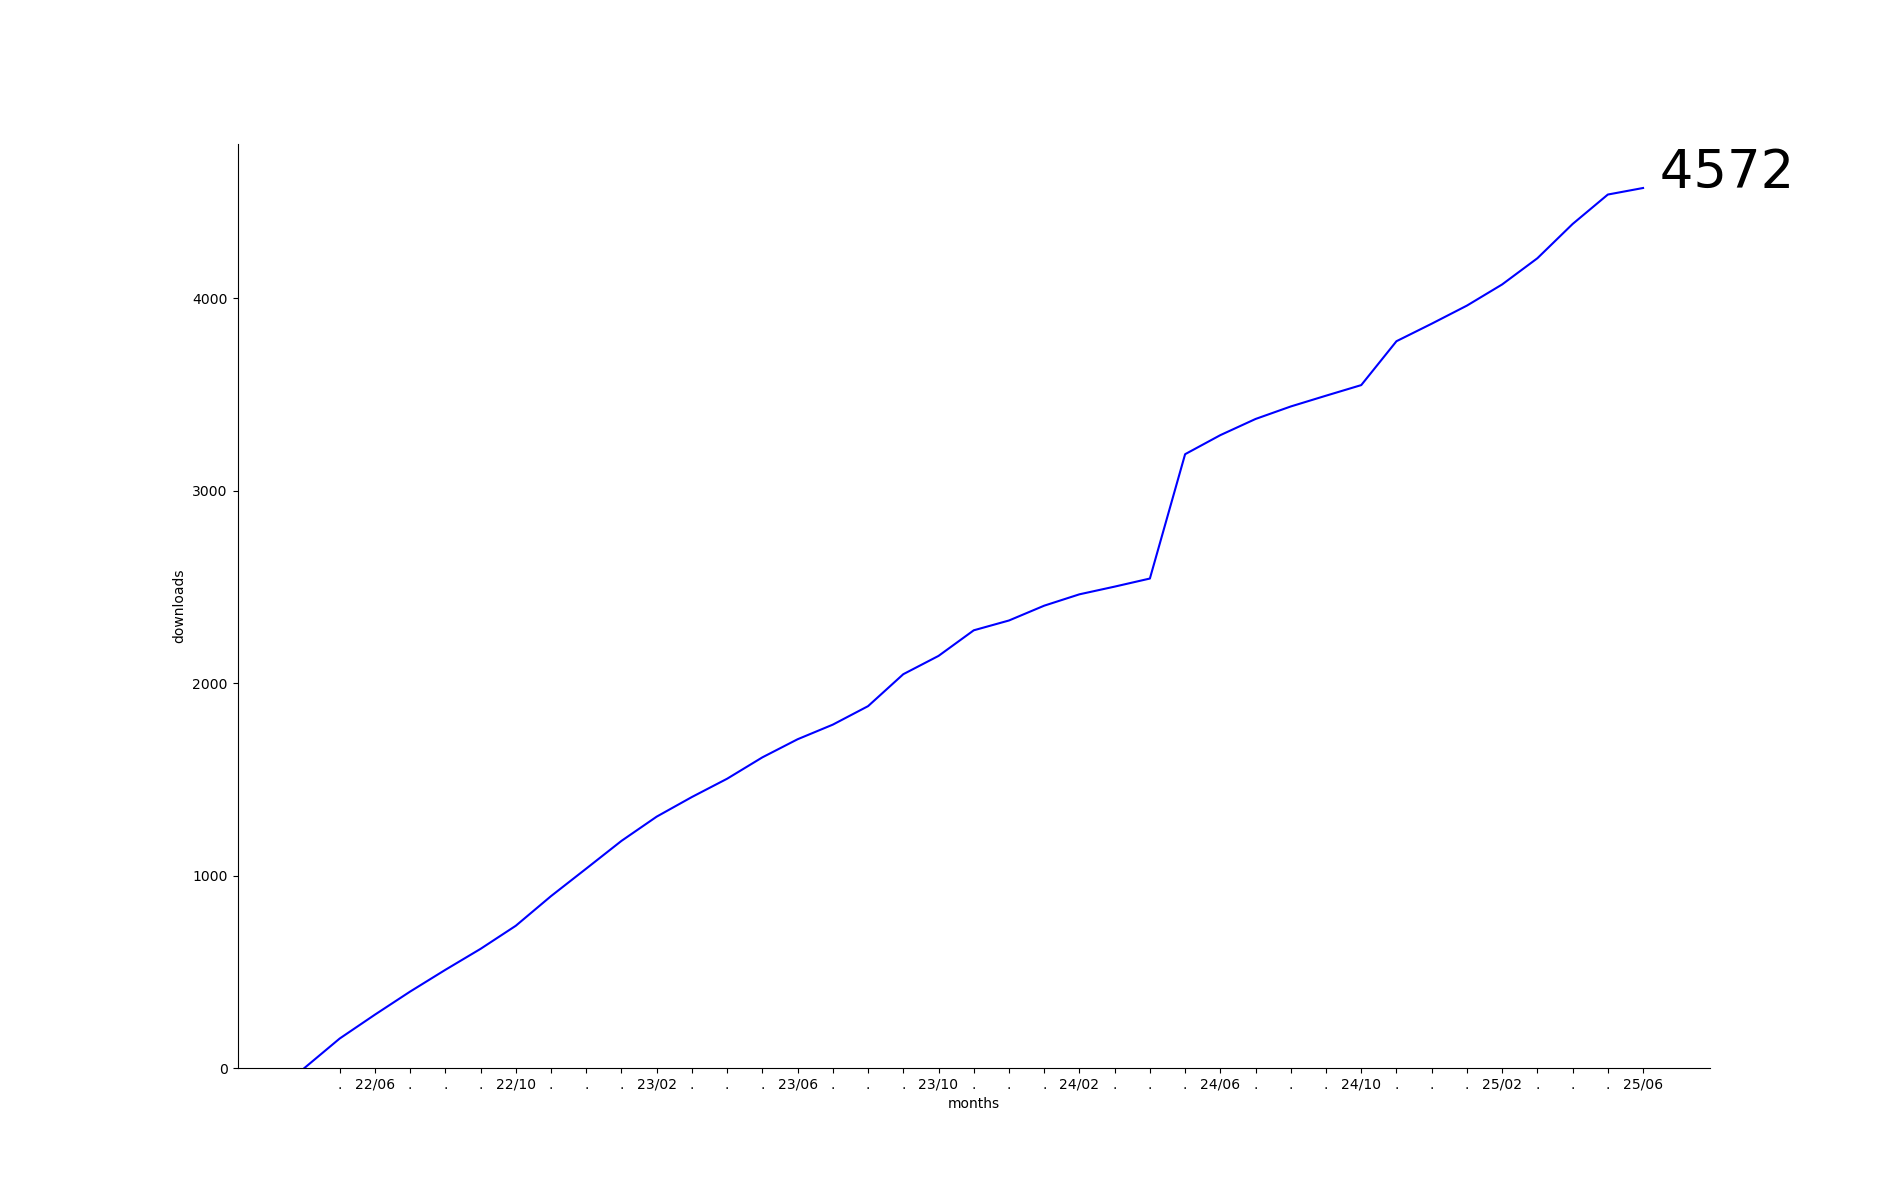 4572
4000
3000
downloads
2000
1000
0
. 22/06 . . . 22/10 . . . 23/02 . . . 23/06 . . . 23/10 . . . 24/02 . . . 24/06 . . . 24/10 . . . 25/02 . . . 25/06
months